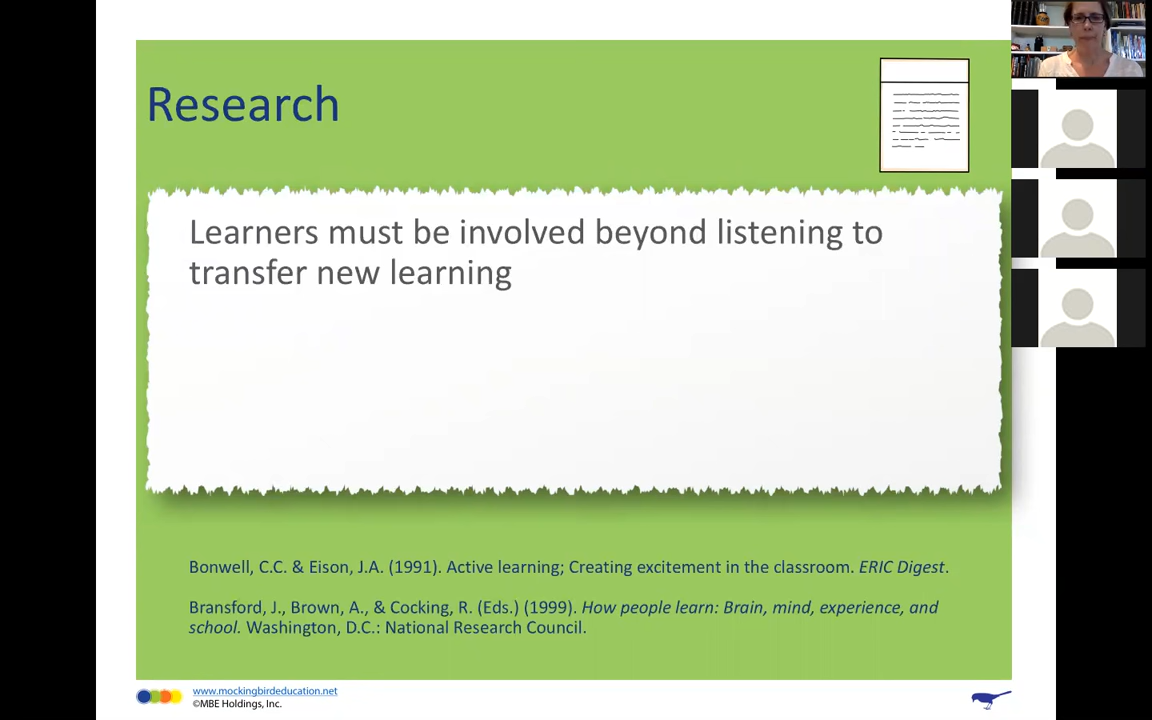 Research
Learners must be involved beyond listening to
transfer new learning
Bonwell, C.C. & Eison, J.A. (1991). Active learning; Creating excitement in the classroom. ERIC Digest.
Bransford, J., Brown, A., & Cocking, R. (Eds.) (1999). How people learn: Brain, mind, experience, and
school. Washington, D.C.: National Research Council.
www.mockingbirdeducation.net
©MBE Holdings, Inc.